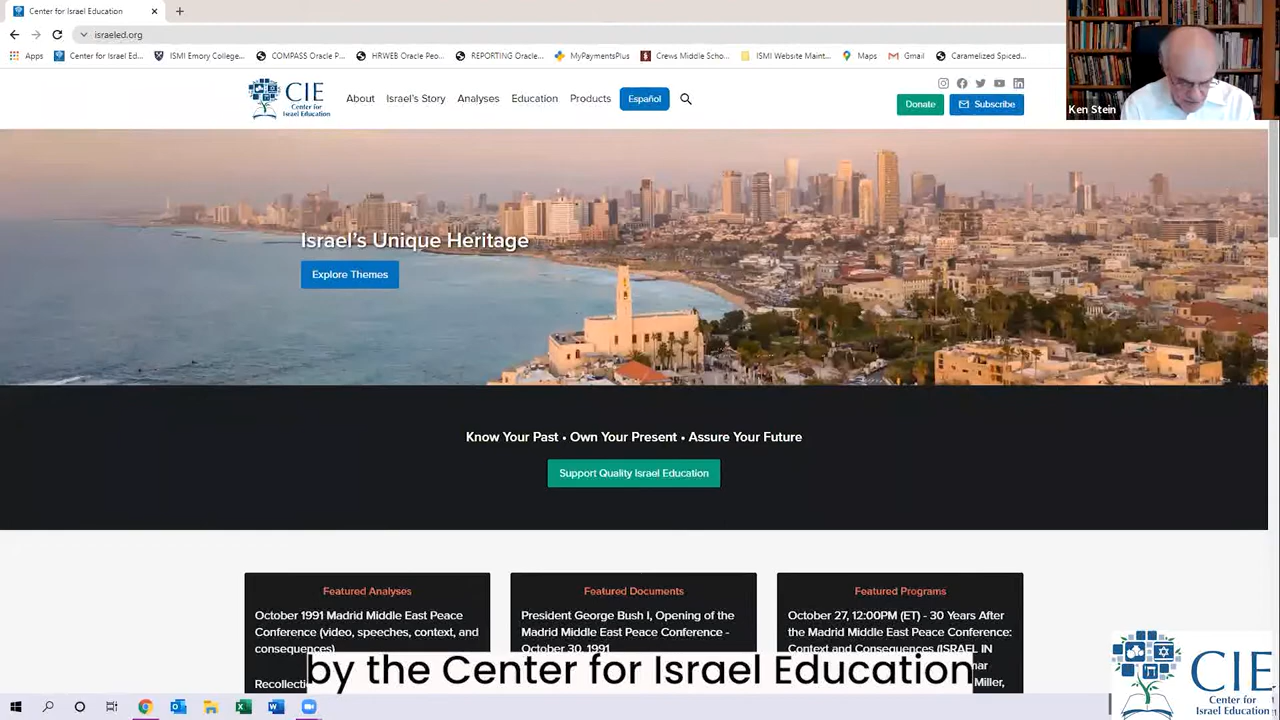 Center for Israel Education
israeled.org
Apps
Center for Israel Ed...
ISMI Emory College...
COMPASS Oracle P...
HRWEB Oracle Peo...
REPORTING Oracle...
MyPaymentsPlus
Crews Middle Scho...
ISMI Website Maint...
Maps
Gmail
Caramelized Spiced...
Ken Stein
CIE
Center for
Israel Education
About
Israel's Story
Analyses
Education
Products
Español
Donate
Subscribe
Israel's Unique Heritage
Explore Themes
Know Your Past • Own Your Present • Assure Your Future
Support Quality Israel Education
Featured Analyses
October 1991 Madrid Middle East Peace
Conference (video, speeches, context, and
consequences)
Recollecti
Featured Documents
President George Bush I, Opening of the
Madrid Middle East Peace Conference -
October 30, 1991
Featured Programs
October 27, 12:00PM (ET) - 30 Years After
the Madrid Middle East Peace Conference:
Context and Consequences (ISRAEL IN
Miller,
by the Center for Israel Education
CIE
Center for
Israel Education